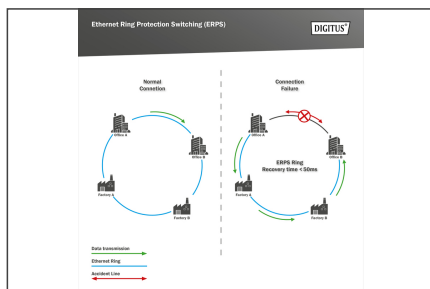 Ethernet Ring Protection Switching (ERPS)
DIGITUS®
Normal
Connetion
Connection
Failure
Office A
Office B
Factory A
Factory B
Office A
Office B
ERPS Ring
Recovery time <50ms
Factory A
Factory B
Data transmission
Ethernet Ring
Accident Line